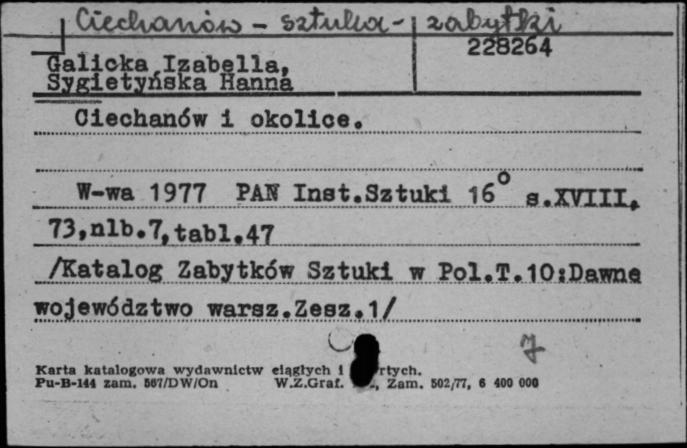 Ciechanów - sztuka - zabytki
228264
Galicka Izabella,
Sygietyńska Hanna
Ciechanów i okolice.
W-wa 1977 PAN Inst.Sztuki 16° s.XVIII,
73,nlb.7,tabl.47
/Katalog Zabytków Sztuki w Pol.T.10:Dawne
województwo warsz.Zesz.1/
Karta katalogowa wydawnictw ciągłych i rtych.
Pu-B-144 zam. 567/DW/On W.Z.Graf. Zam. 502/77, 6 400 000